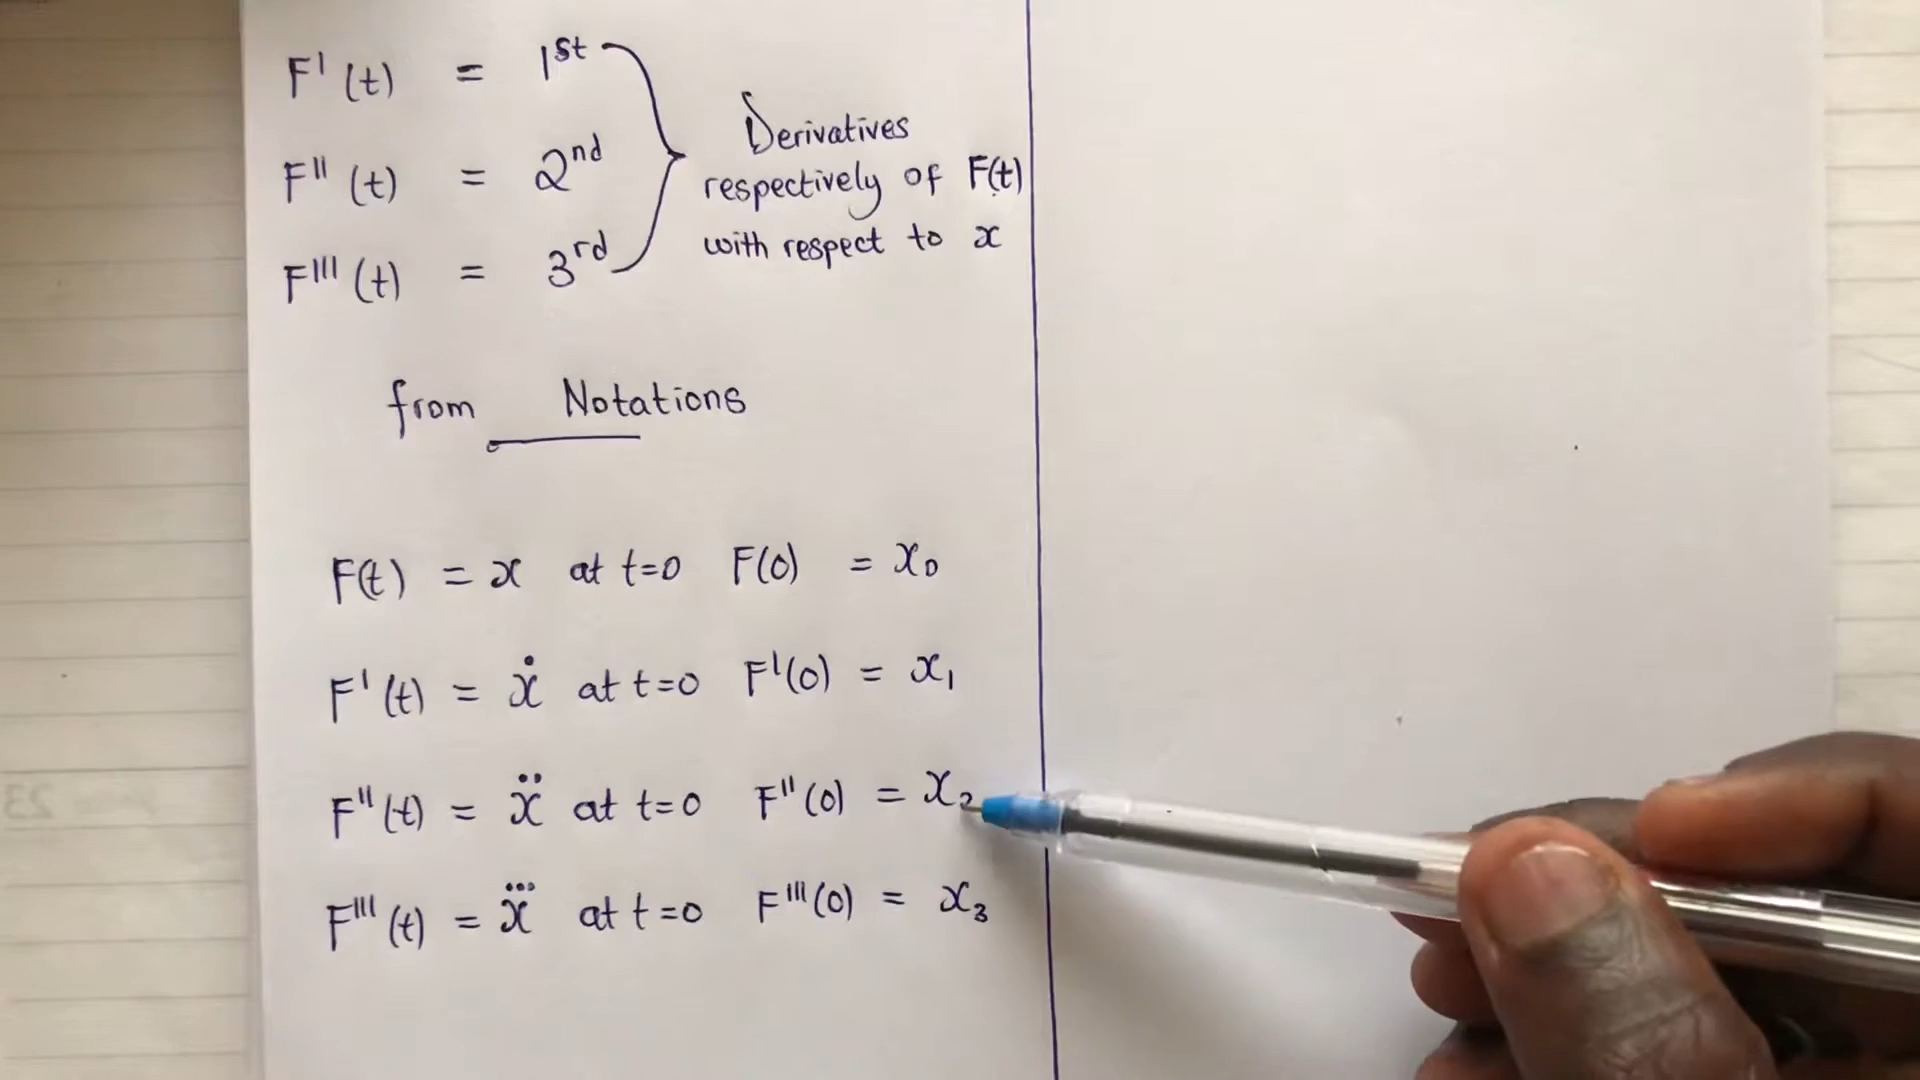 F'(t) = 1st
F''(t) = 2nd
F'''(t) = 3rd
Derivatives
respectively of F(t)
with respect to x
from Notations
F(t) = x at t=0 F(0) = x₀
F'(t) = ẋ at t=0 F'(0) = x₁
F''(t) = ẍ at t=0 F''(0) = x₂
F'''(t) = x⃛ at t=0 F'''(0) = x₃
23